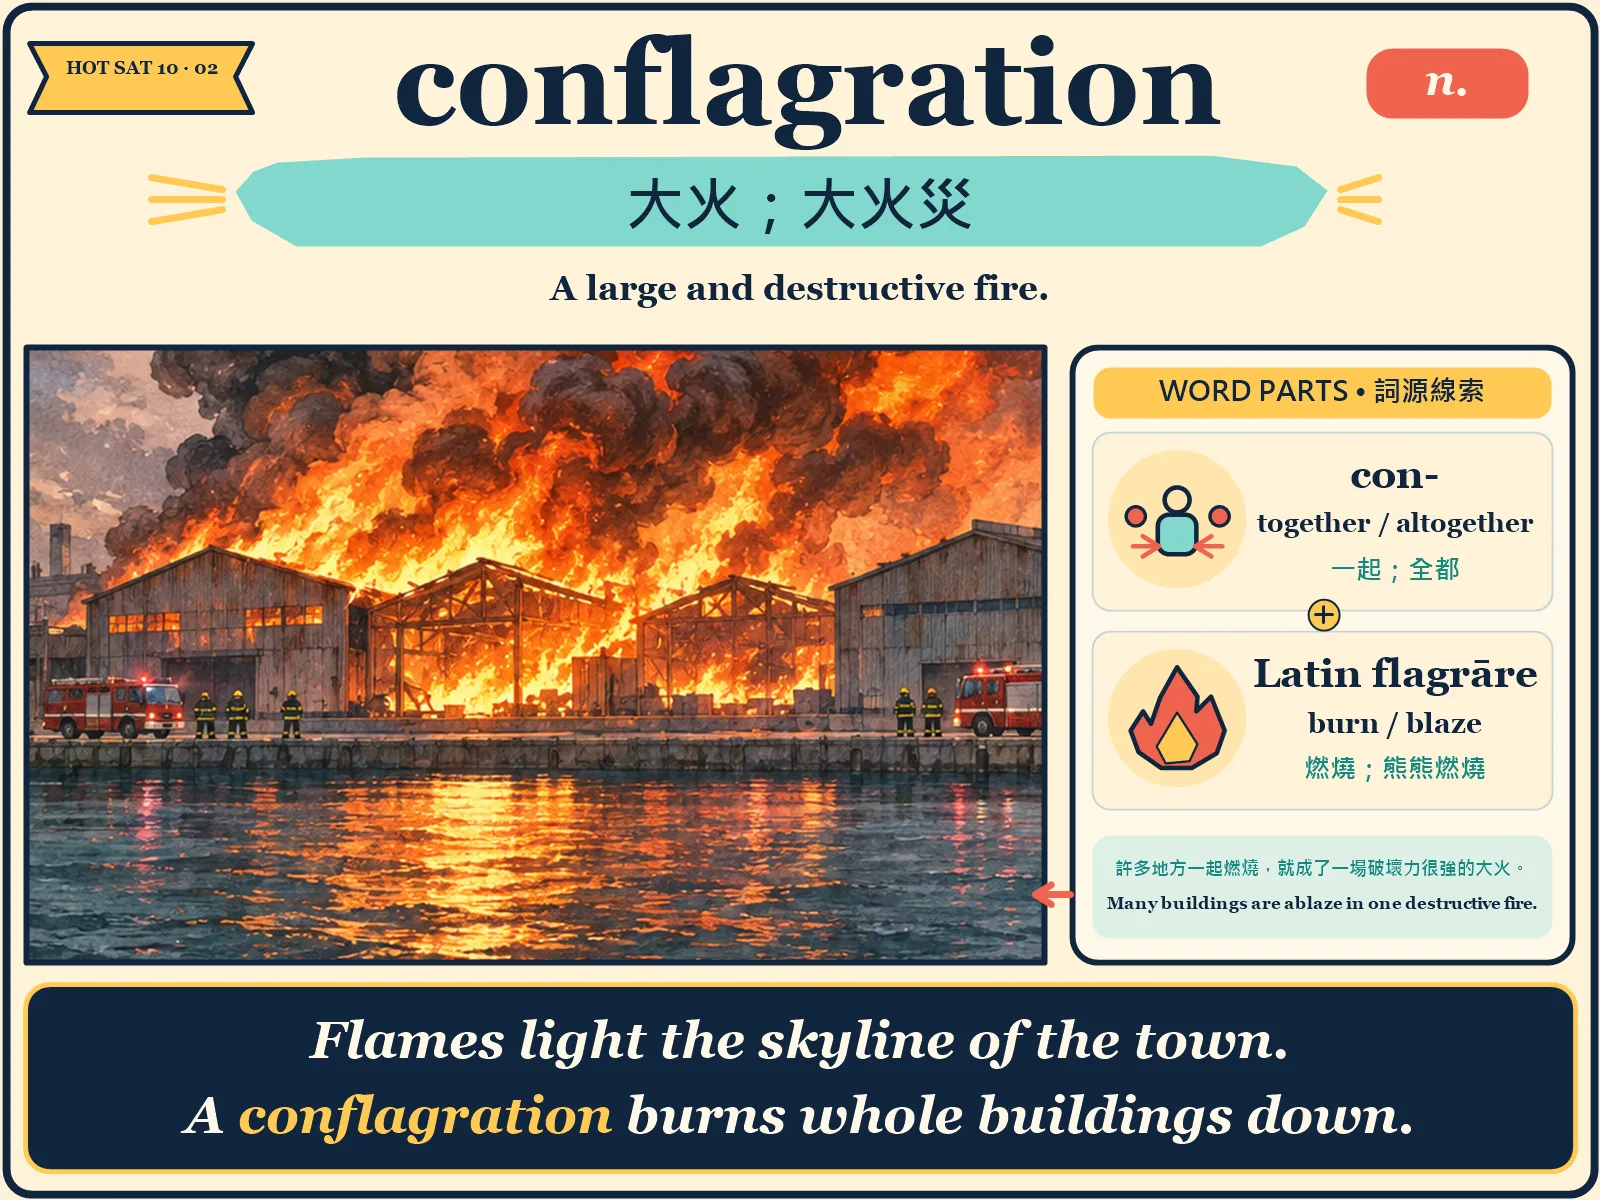 HOT SAT 10 · 02
conflagration
n.
大火；大火災
A large and destructive fire.
WORD PARTS • 詞源線索
con-
together / altogether
一起；全都
Latin flagrāre
burn / blaze
燃燒；熊熊燃燒
許多地方一起燃燒，就成了一場破壞力很強的大火。
Many buildings are ablaze in one destructive fire.
Flames light the skyline of the town.
A conflagration burns whole buildings down.